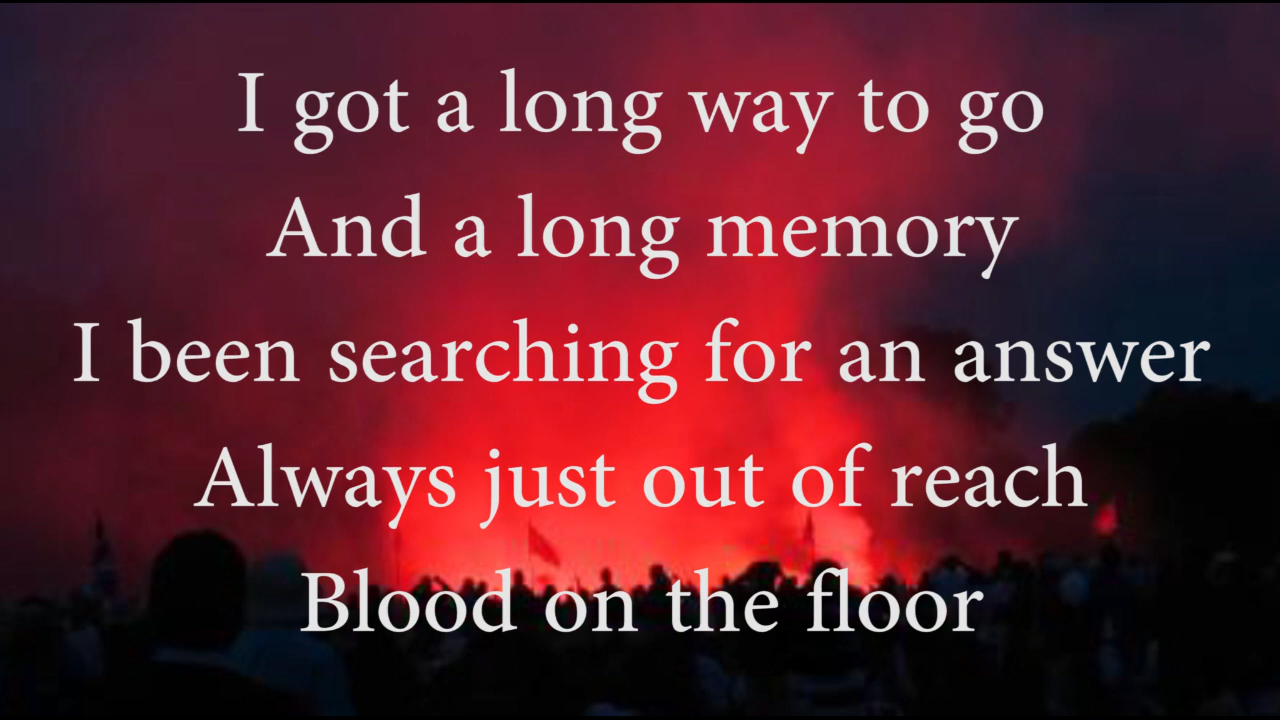 I got a long way to go
And a long memory
I been searching for an answer
Always just out of reach
Blood on the floor